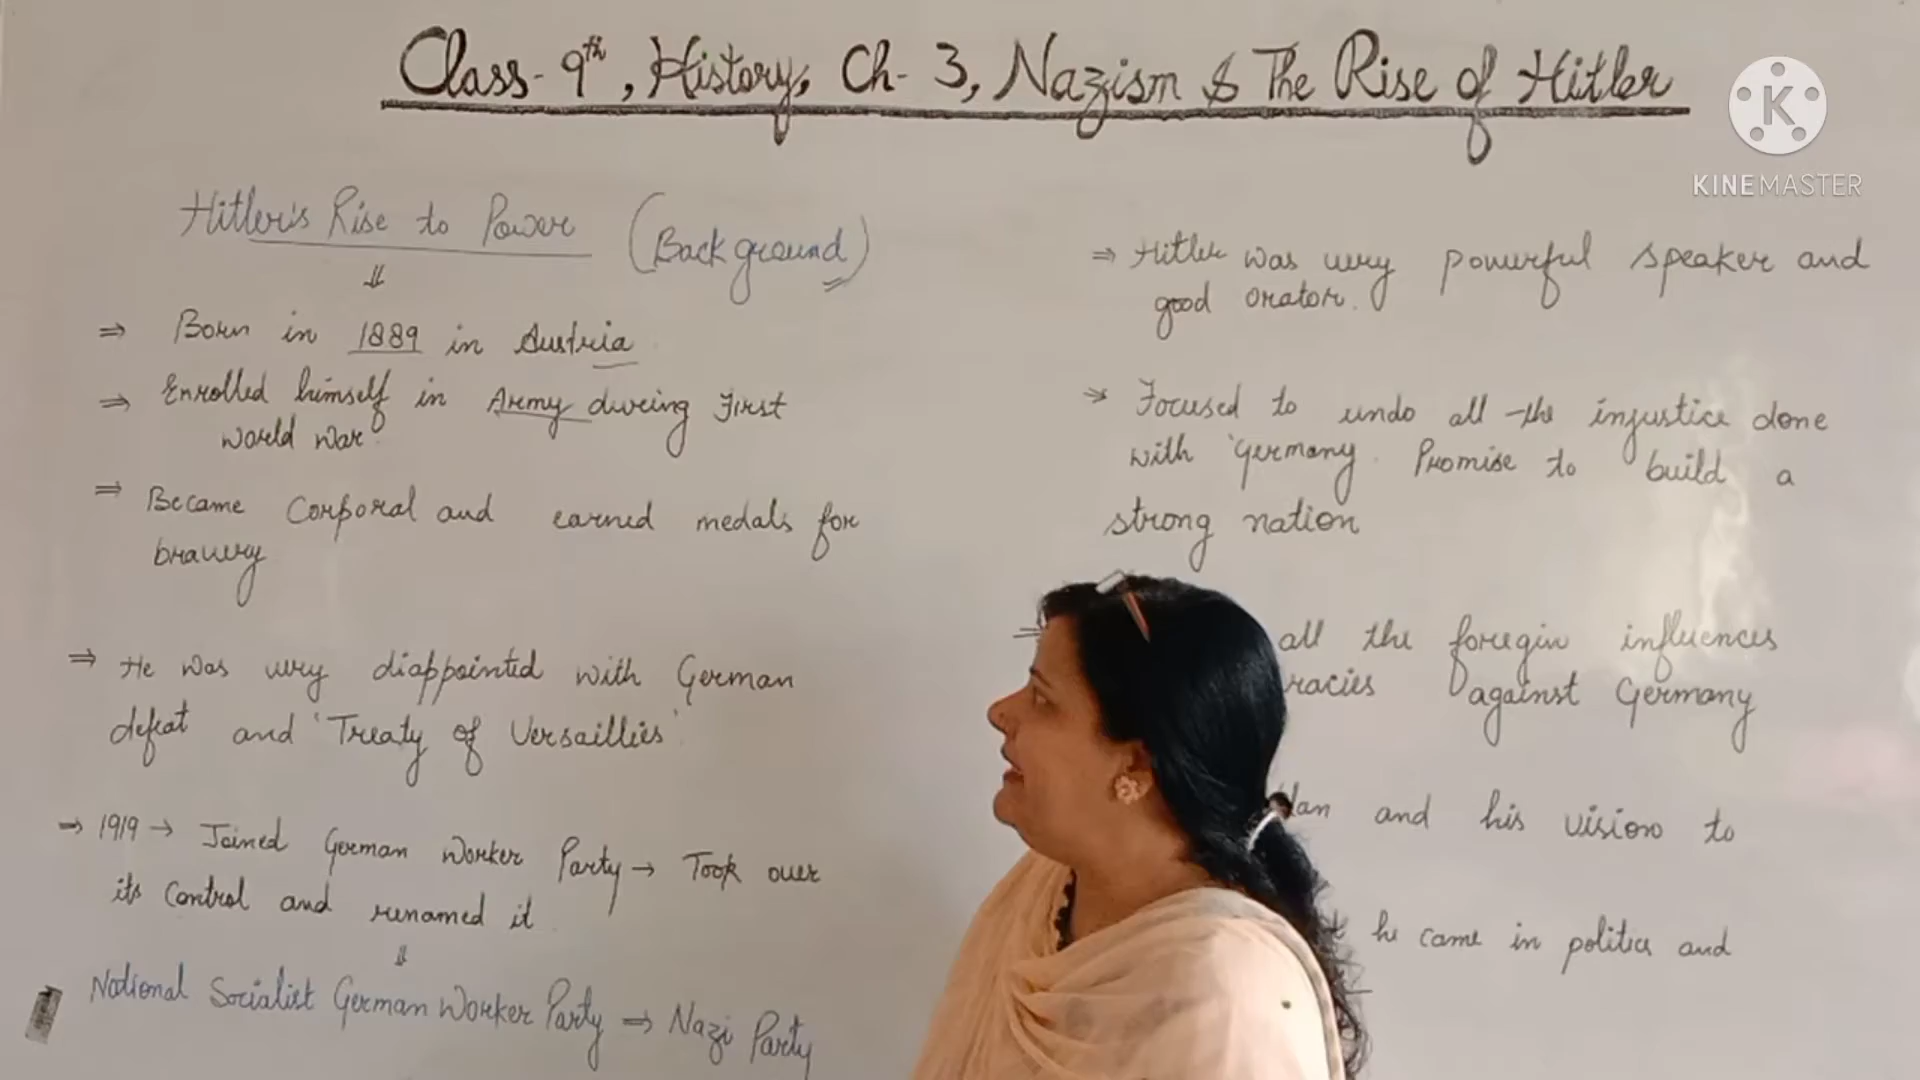 Class- 9th, History, Ch- 3, Nazism & The Rise of Hitler
K
KINEMASTER
Hitler's Rise to Power (Background)
⇓
⇒ Born in 1889 in Austria
⇒ Enrolled himself in Army during First
world war
⇒ Became Corporal and earned medals for
bravery
⇒ He was very diappointed with German
defeat and 'Treaty of Versaillies'
⇒ 1919 → Joined German Worker Party → Took over
its control and renamed it
⇓
National Socialist German Worker Party ⇒ Nazi Party
⇒ Hitler was very powerful speaker and
good orator.
⇒ Focused to undo all the injustice done
with Germany. Promise to build a
strong nation
⇒ all the foregin influences
racies against Germany
lan and his vision to
he came in politics and